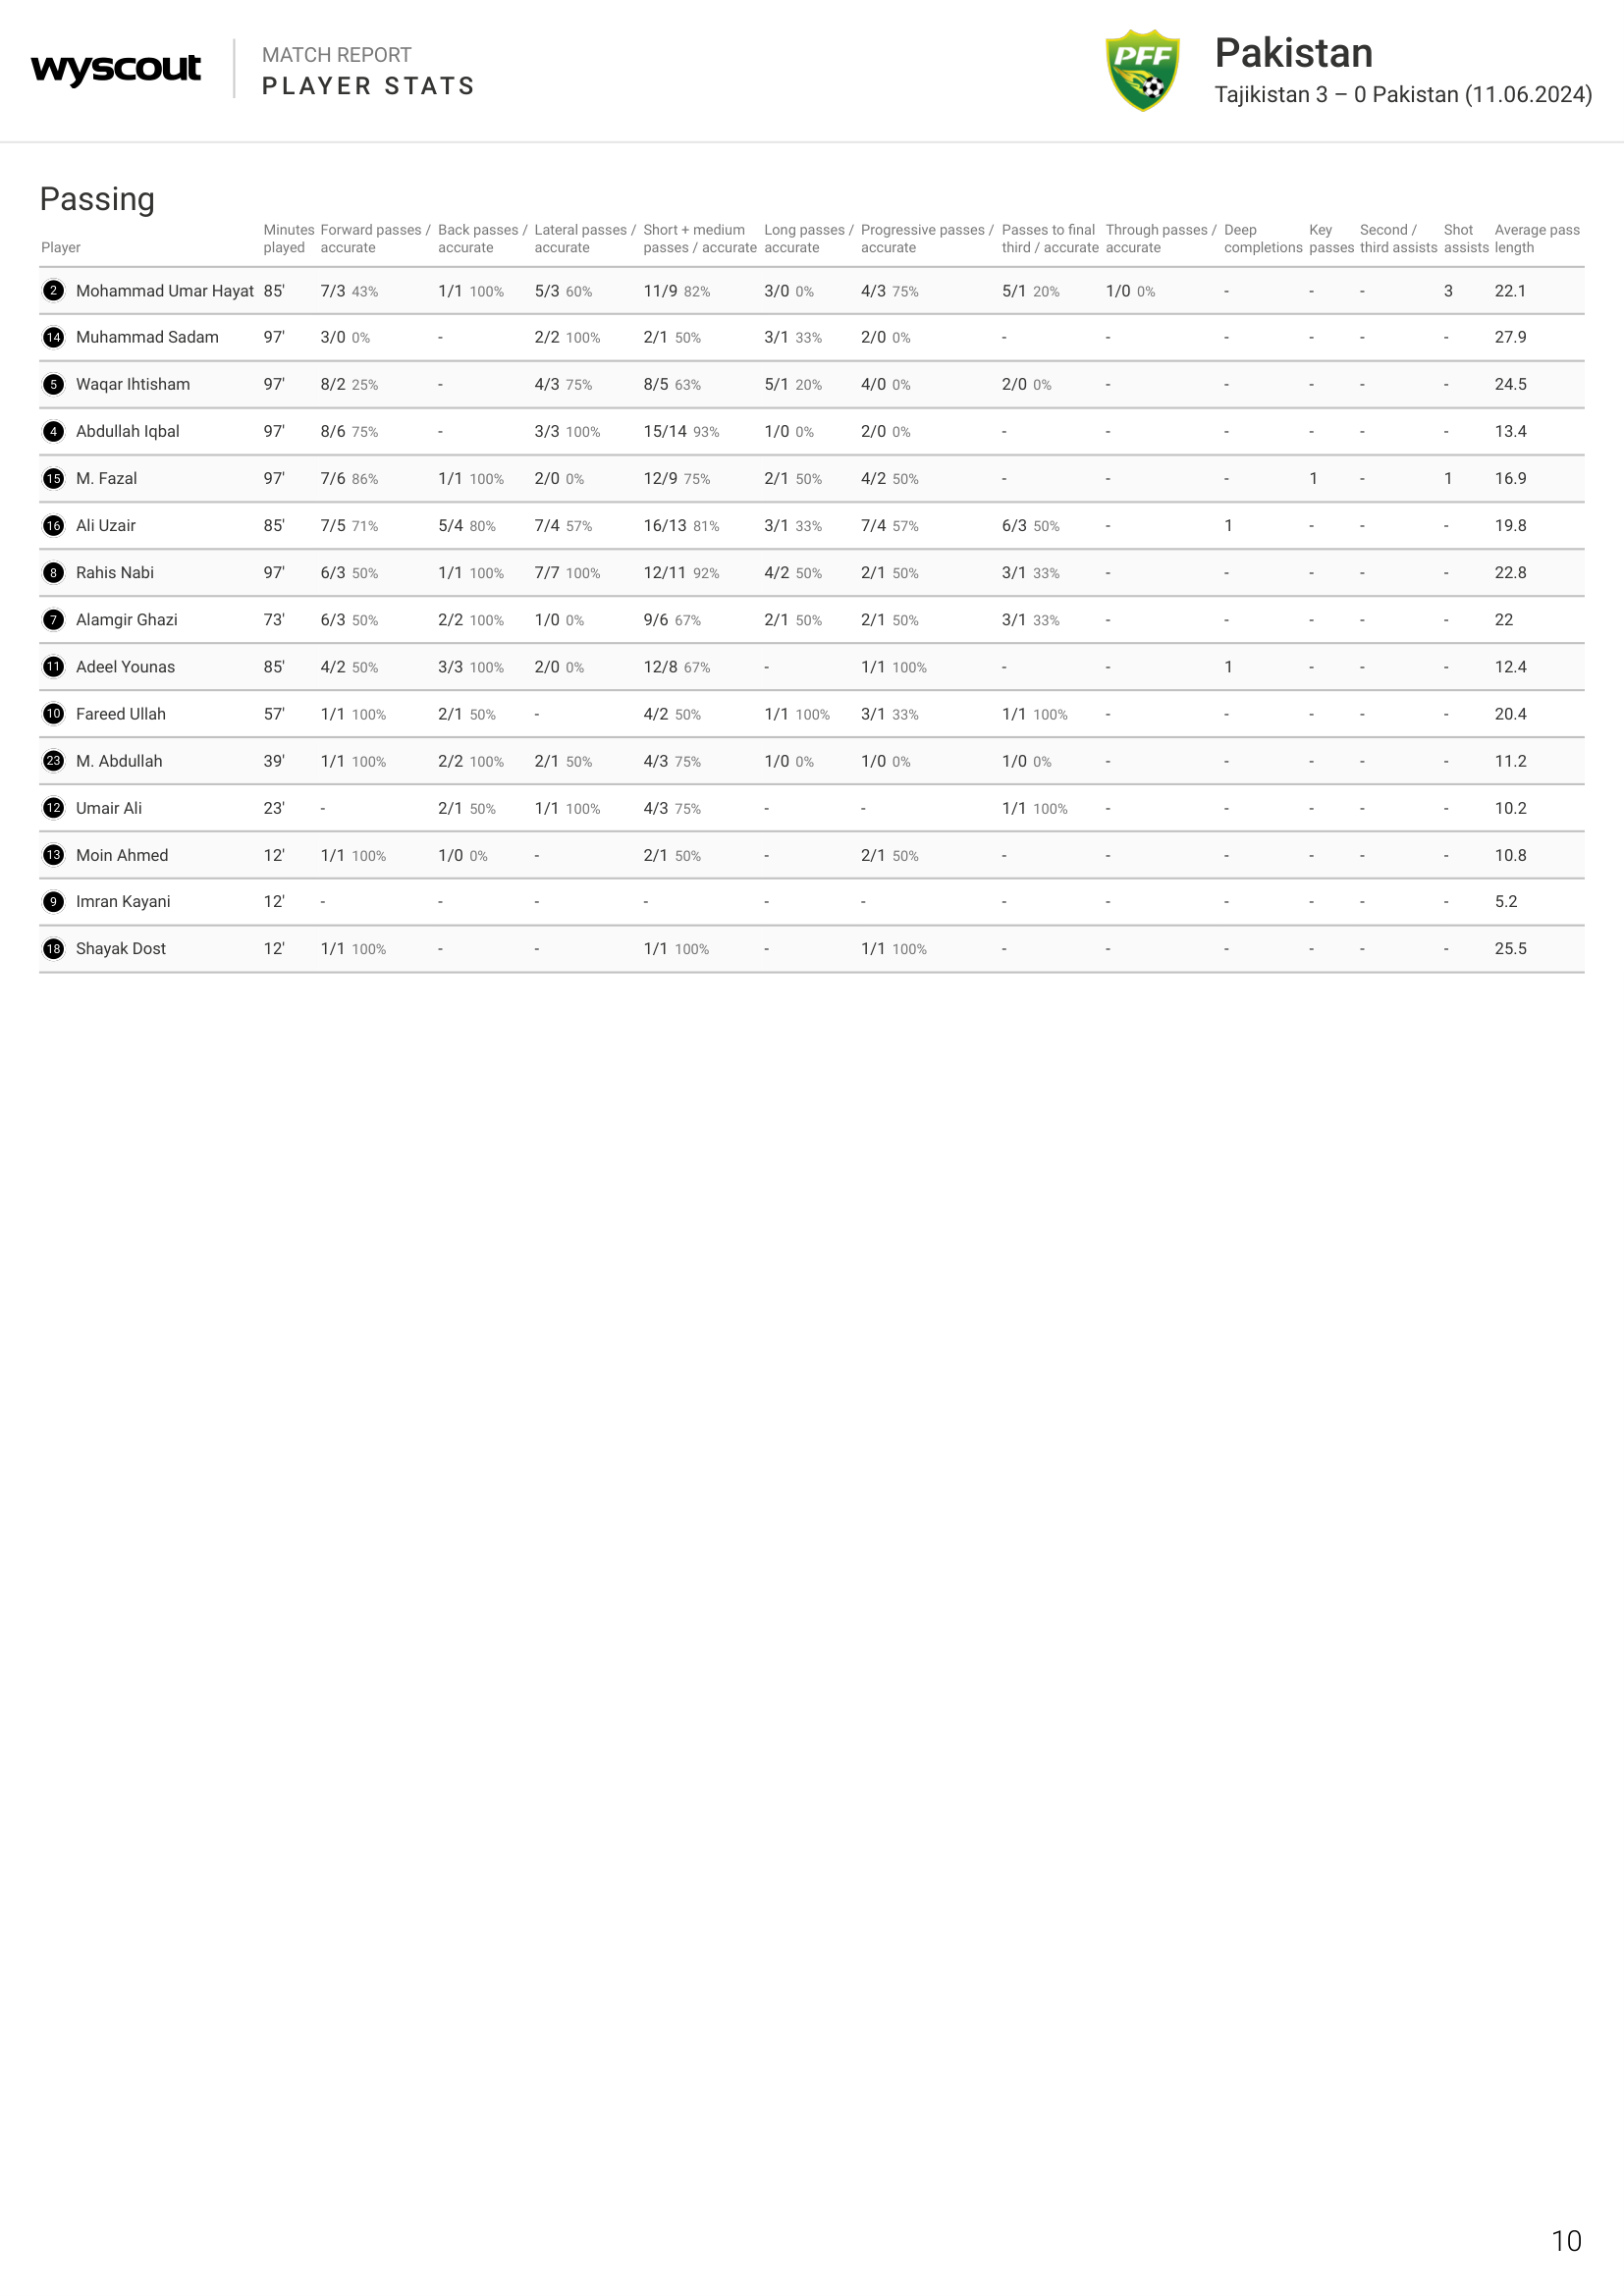 wyscout
MATCH REPORT
PLAYER STATS
PFF
Pakistan
Tajikistan 3 – 0 Pakistan (11.06.2024)
Passing
Player Minutes played Forward passes / accurate Back passes / accurate Lateral passes / accurate Short + medium passes / accurate Long passes / accurate Progressive passes / accurate Passes to final third / accurate Through passes / accurate Deep completions Key passes Second / third assists Shot assists Average pass length
2 Mohammad Umar Hayat 85' 7/3 43% 1/1 100% 5/3 60% 11/9 82% 3/0 0% 4/3 75% 5/1 20% 1/0 0% - - - 3 22.1
14 Muhammad Sadam 97' 3/0 0% - 2/2 100% 2/1 50% 3/1 33% 2/0 0% - - - - - - 27.9
5 Waqar Ihtisham 97' 8/2 25% - 4/3 75% 8/5 63% 5/1 20% 4/0 0% 2/0 0% - - - - - 24.5
4 Abdullah Iqbal 97' 8/6 75% - 3/3 100% 15/14 93% 1/0 0% 2/0 0% - - - - - - 13.4
15 M. Fazal 97' 7/6 86% 1/1 100% 2/0 0% 12/9 75% 2/1 50% 4/2 50% - - - 1 - 1 16.9
16 Ali Uzair 85' 7/5 71% 5/4 80% 7/4 57% 16/13 81% 3/1 33% 7/4 57% 6/3 50% - 1 - - - 19.8
8 Rahis Nabi 97' 6/3 50% 1/1 100% 7/7 100% 12/11 92% 4/2 50% 2/1 50% 3/1 33% - - - - - 22.8
7 Alamgir Ghazi 73' 6/3 50% 2/2 100% 1/0 0% 9/6 67% 2/1 50% 2/1 50% 3/1 33% - - - - - 22
11 Adeel Younas 85' 4/2 50% 3/3 100% 2/0 0% 12/8 67% - 1/1 100% - - 1 - - - 12.4
10 Fareed Ullah 57' 1/1 100% 2/1 50% - 4/2 50% 1/1 100% 3/1 33% 1/1 100% - - - - - 20.4
23 M. Abdullah 39' 1/1 100% 2/2 100% 2/1 50% 4/3 75% 1/0 0% 1/0 0% 1/0 0% - - - - - 11.2
12 Umair Ali 23' - 2/1 50% 1/1 100% 4/3 75% - - 1/1 100% - - - - - 10.2
13 Moin Ahmed 12' 1/1 100% 1/0 0% - 2/1 50% - 2/1 50% - - - - - - 10.8
9 Imran Kayani 12' - - - - - - - - - - - - 5.2
18 Shayak Dost 12' 1/1 100% - - 1/1 100% - 1/1 100% - - - - - - 25.5
10